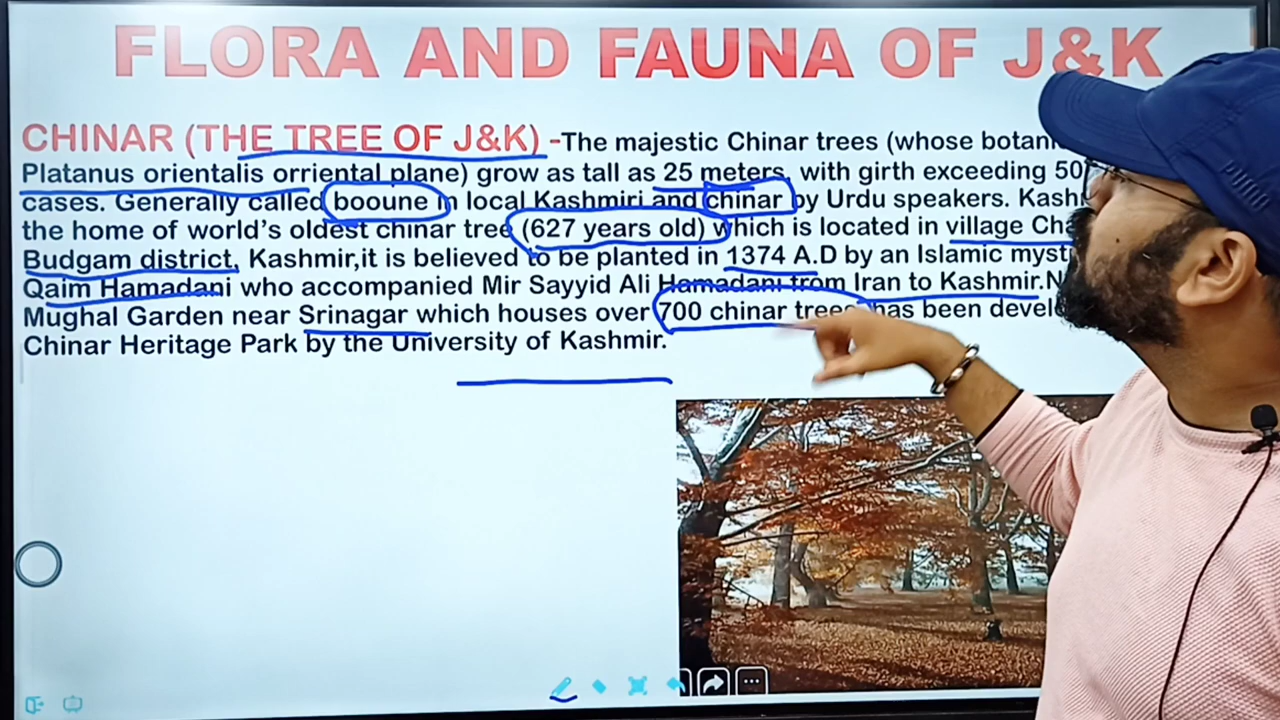 FLORA AND FAUNA OF J&K
CHINAR (THE TREE OF J&K) -The majestic Chinar trees (whose
Platanus orientalis orriental plane) grow as tall as 25 meters, with girth exceeding 50
cases. Generally called booune in local Kashmiri and chinar by Urdu speakers.
the home of world's oldest chinar tree (627 years old) which is located in village
Budgam district, Kashmir,it is believed to be planted in 1374 A.D by an Islamic
Qaim Hamadani who accompanied Mir Sayyid Ali Hamadani from Iran to Kashmir.
Mughal Garden near Srinagar which houses over 700 chinar trees has been
Chinar Heritage Park by the University of Kashmir.